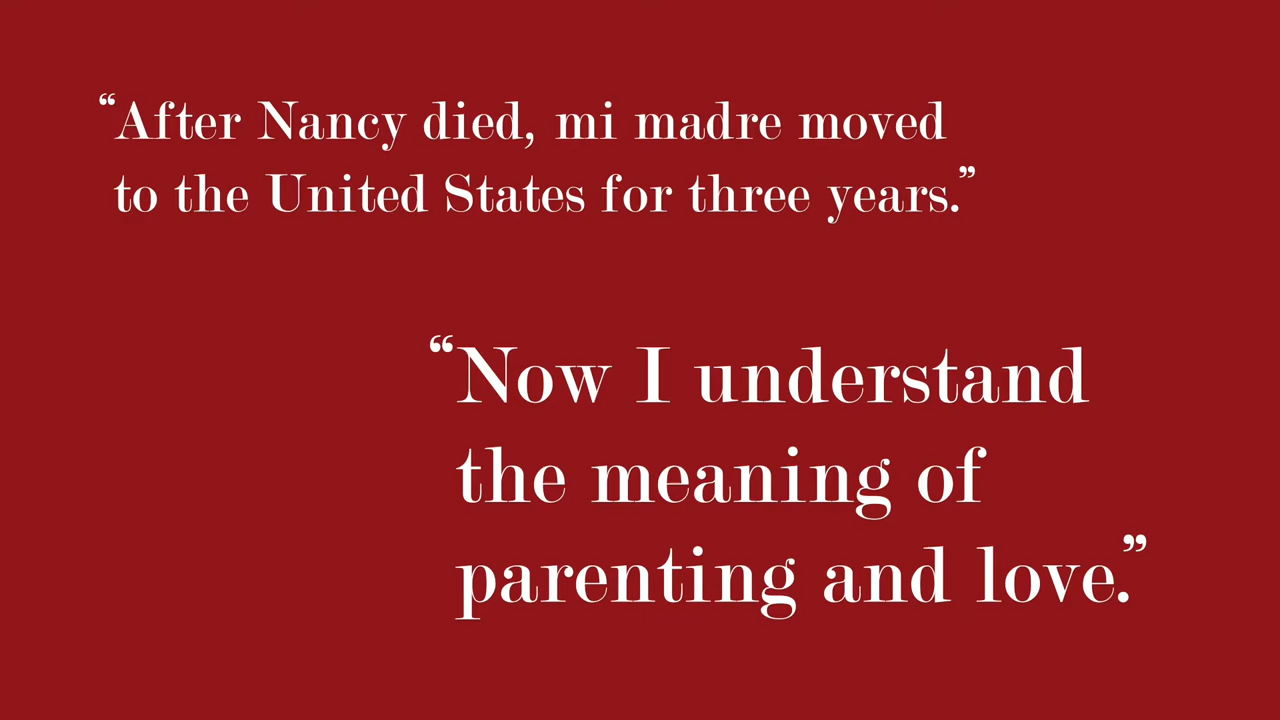 “After Nancy died, mi madre moved
to the United States for three years.”
“Now I understand
the meaning of
parenting and love.”